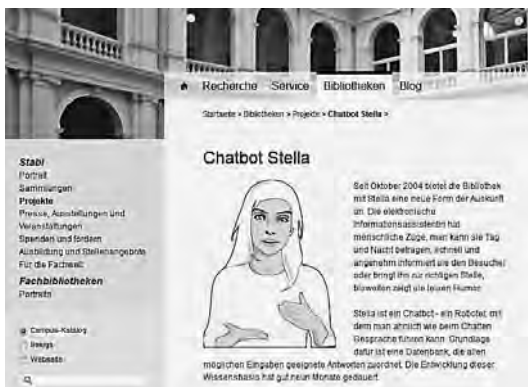 Recherche Service Bibliotheken Blog
Startseite > Bibliotheken > Projekte > Chatbot Stella >
Stabi
Portrait
Sammlungen
Projekte
Presse, Ausstellungen und
Veranstaltungen
Spenden und fördern
Ausbildung und Stellenangebote
Für die Fachwelt
Fachbibliotheken
Portraits
Campus-Katalog
beluga
Webseite
Chatbot Stella
Seit Oktober 2004 bietet die Bibliothek
mit Stella eine neue Form der Auskunft
an. Die elektronische
Informationsassistentin hat
menschliche Züge, man kann sie Tag
und Nacht befragen, schnell und
angenehm informiert sie den Besucher
oder bringt ihn zur richtigen Stelle,
bisweilen zeigt sie leisen Humor.
Stella ist ein Chatbot - ein Roboter, mit
dem man ähnlich wie beim Chatten
Gespräche führen kann. Grundlage
dafür ist eine Datenbank, die allen
möglichen Eingaben geeignete Antworten zuordnet. Die Entwicklung dieser
Wissensbasis hat gut neun Monate gedauert.